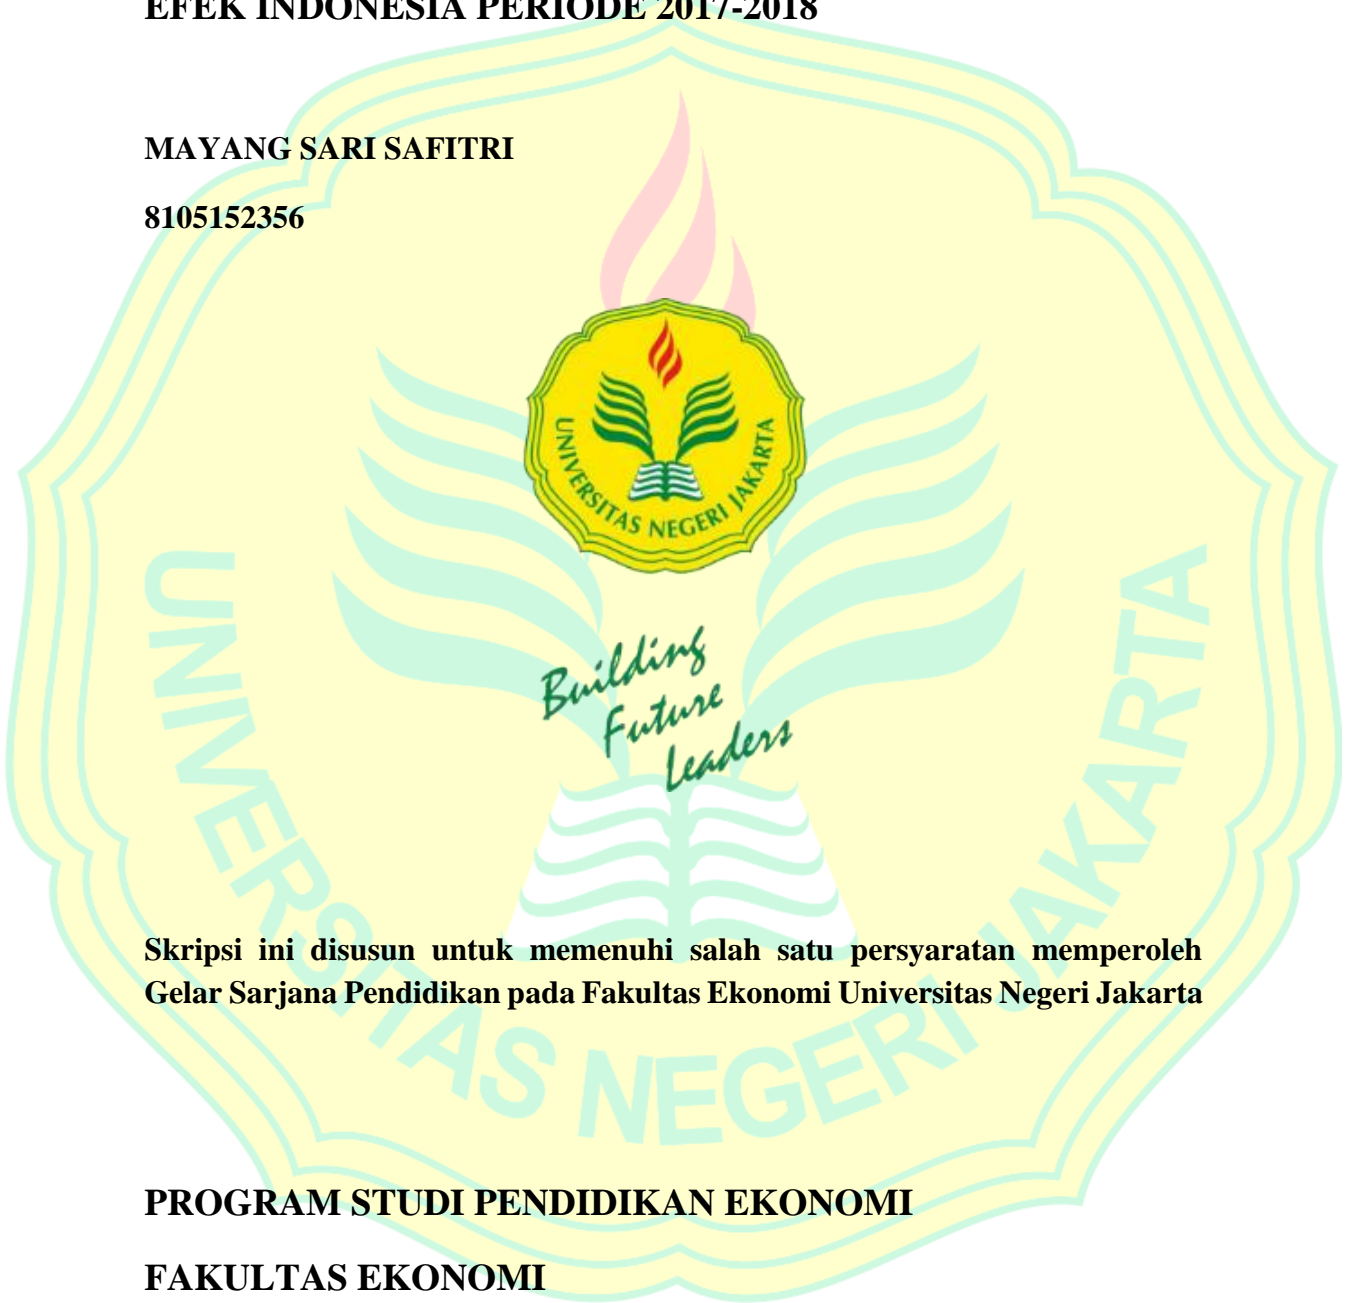 EFEK INDONESIA PERIODE 2017-2018
MAYANG SARI SAFITRI
8105152356
UNIVERSITAS NEGERI JAKARTA
Building
Future
Leaders
UNIVERSITAS NEGERI JAKARTA
Skripsi ini disusun untuk memenuhi salah satu persyaratan memperoleh
Gelar Sarjana Pendidikan pada Fakultas Ekonomi Universitas Negeri Jakarta
PROGRAM STUDI PENDIDIKAN EKONOMI
FAKULTAS EKONOMI